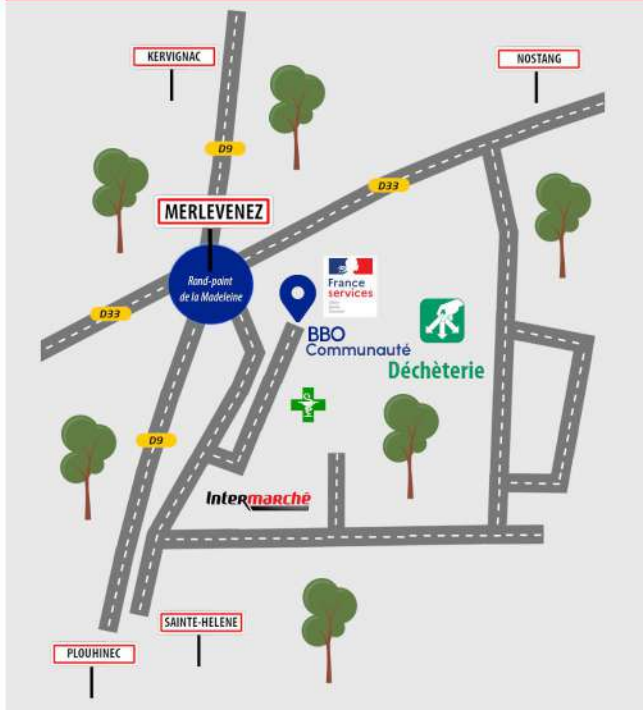 KERVIGNAC
NOSTANG
D9
D33
MERLEVENEZ
Rond-point
de la Madeleine
France
services
D33
BBO
Communauté
Déchèterie
D9
Intermarché
SAINTE-HELENE
PLOUHINEC